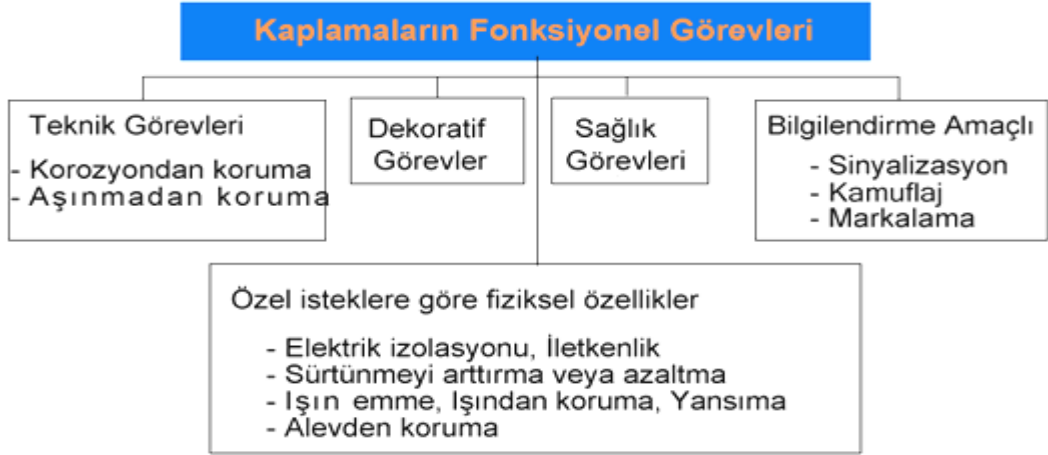 Kaplamaların Fonksiyonel Görevleri
Teknik Görevleri
- Korozyondan koruma
- Aşınmadan koruma
Dekoratif
Görevler
Sağlık
Görevleri
Bilgilendirme Amaçlı
- Sinyalizasyon
- Kamuflaj
- Markalama
Özel isteklere göre fiziksel özellikler
- Elektrik izolasyonu, İletkenlik
- Sürtünmeyi arttırma veya azaltma
- Işın emme, Işından koruma, Yansıma
- Alevden koruma